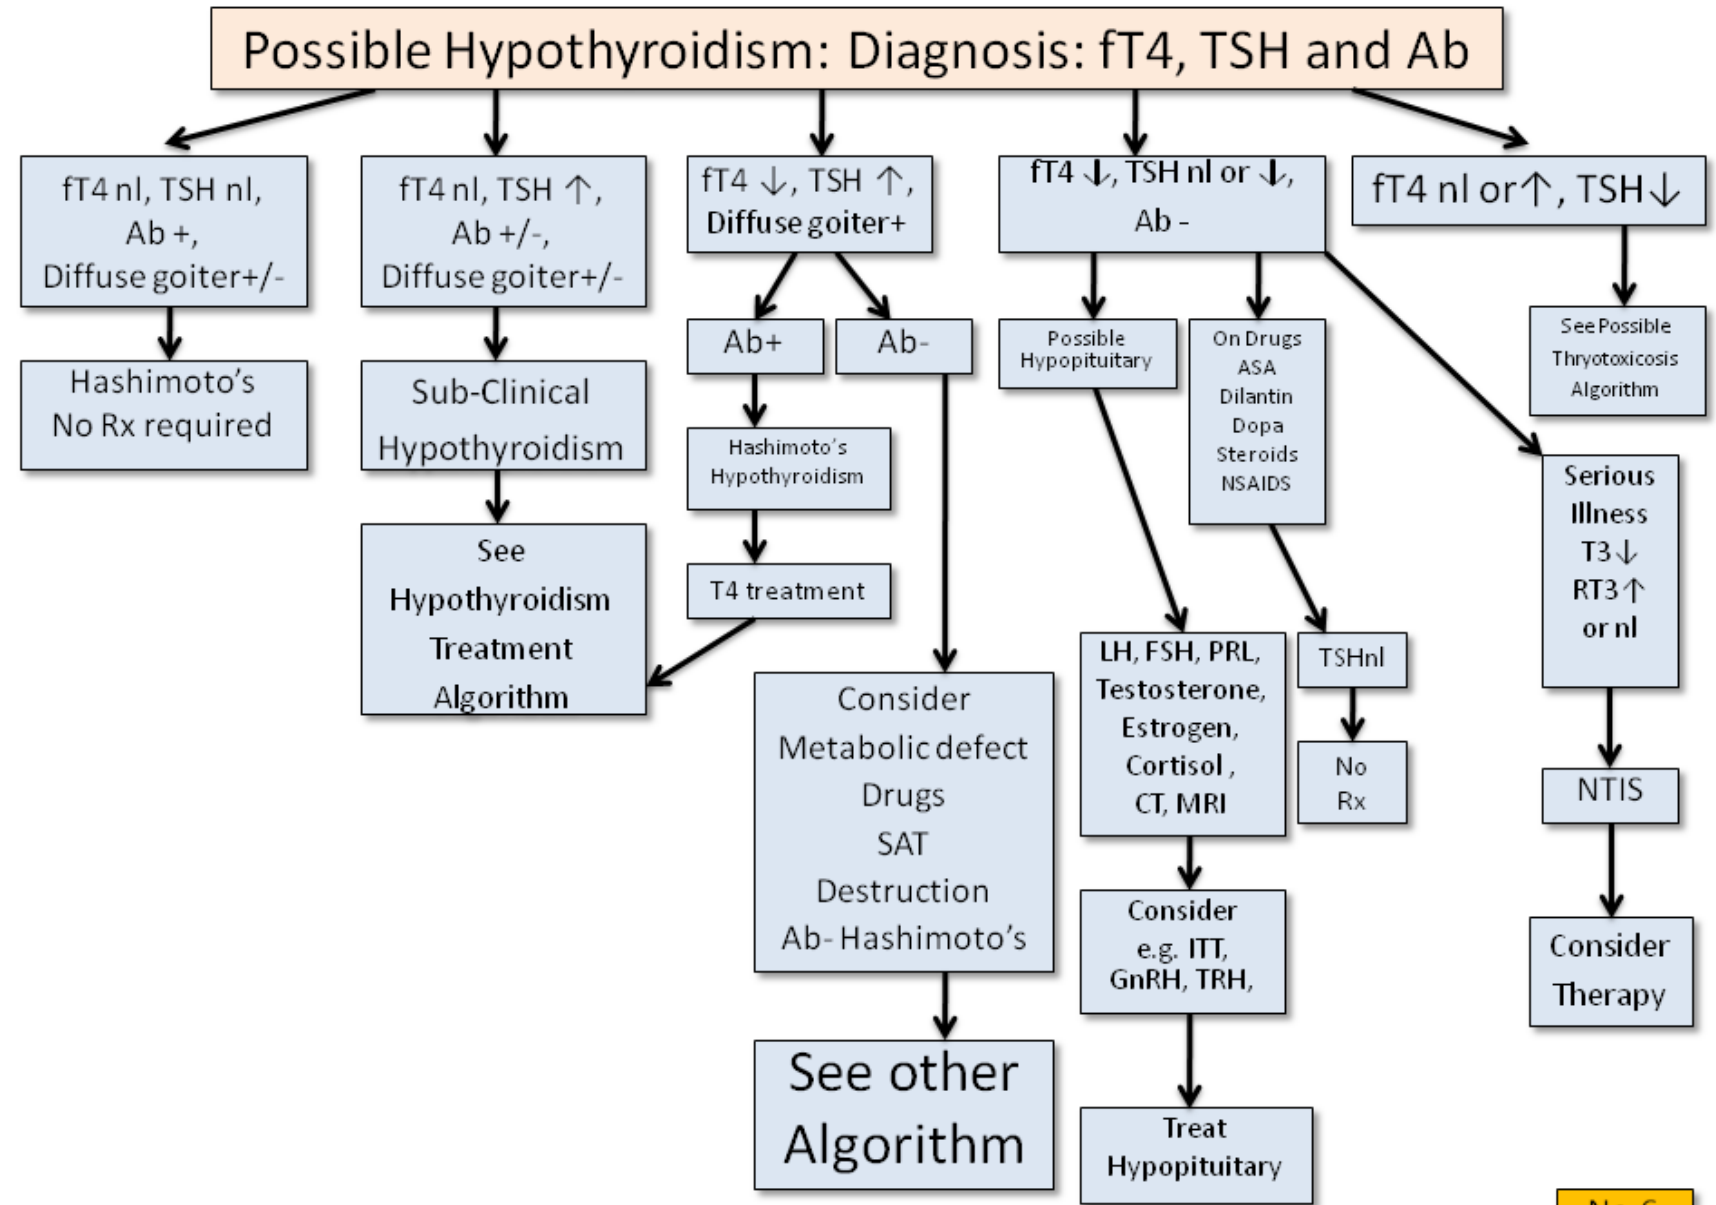 Possible Hypothyroidism: Diagnosis: fT4, TSH and Ab
fT4 nl, TSH nl,
Ab +,
Diffuse goiter+/-
fT4 nl, TSH ↑,
Ab +/-,
Diffuse goiter+/-
fT4 ↓, TSH ↑,
Diffuse goiter+
fT4 ↓, TSH nl or ↓,
Ab -
fT4 nl or↑, TSH↓
Hashimoto's
No Rx required
Sub-Clinical
Hypothyroidism
See
Hypothyroidism
Treatment
Algorithm
Ab+
Ab-
Hashimoto's
Hypothyroidism
T4 treatment
Consider
Metabolic defect
Drugs
SAT
Destruction
Ab- Hashimoto's
See other
Algorithm
Possible
Hypopituitary
LH, FSH, PRL,
Testosterone,
Estrogen,
Cortisol ,
CT, MRI
Consider
e.g. ITT,
GnRH, TRH,
Treat
Hypopituitary
On Drugs
ASA
Dilantin
Dopa
Steroids
NSAIDS
TSHnl
No
Rx
See Possible
Thryotoxicosis
Algorithm
Serious
Illness
T3↓
RT3↑
or nl
NTIS
Consider
Therapy